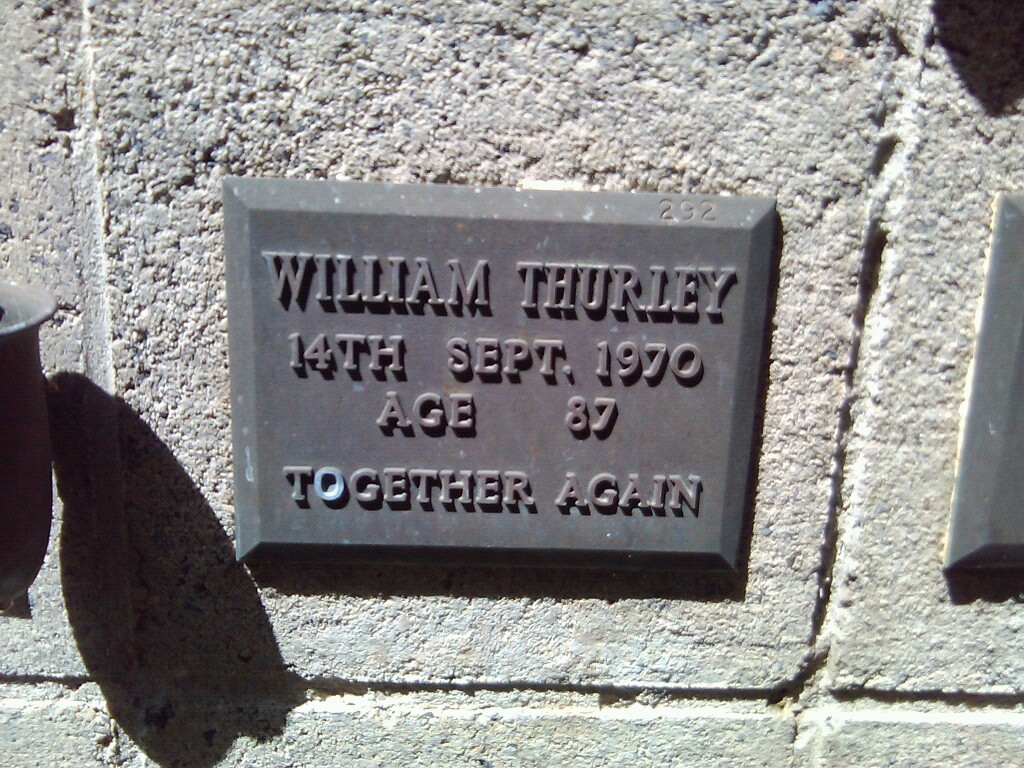 292
WILLIAM THURLEY
14TH SEPT. 1970
AGE 87
TOGETHER AGAIN